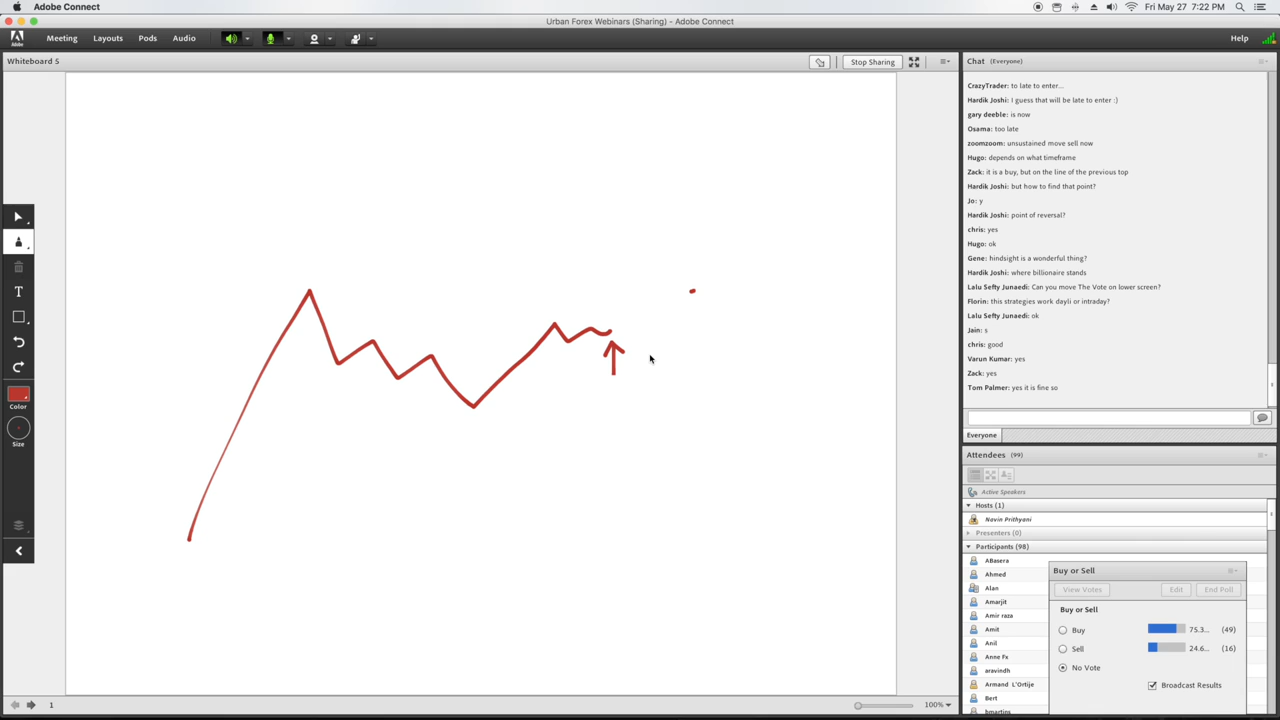 Adobe Connect
Fri May 27 7:22 PM
Urban Forex Webinars (Sharing) - Adobe Connect
Adobe
Meeting
Layouts
Pods
Audio
Help
Whiteboard 5
Stop Sharing
Color
Size
1
100%
Chat (Everyone)
CrazyTrader: to late to enter...
Hardik Joshi: I guess that will be late to enter :)
gary deeble: is now
Osama: too late
zoomzoom: unsustained move sell now
Hugo: depends on what timeframe
Zack: it is a buy, but on the line of the previous top
Hardik Joshi: but how to find that point?
Jo: y
Hardik Joshi: point of reversal?
chris: yes
Hugo: ok
Gene: hindsight is a wonderful thing?
Hardik Joshi: where billionaire stands
Lalu Sefty Junaedi: Can you move The Vote on lower screen?
Florin: this strategies work dayli or intraday?
Lalu Sefty Junaedi: ok
Jain: s
chris: good
Varun Kumar: yes
Zack: yes
Tom Palmer: yes it is fine so
Everyone
Attendees (99)
Active Speakers
Hosts (1)
Navin Prithyani
Presenters (0)
Participants (98)
ABasera
Ahmed
Alan
Amarjit
Amir raza
Amit
Anil
Anne Fx
aravindh
Armand L'Ortije
Bert
bmartins
Buy or Sell
View Votes
Edit
End Poll
Buy or Sell
Buy 75.3... (49)
Sell 24.6... (16)
No Vote
Broadcast Results